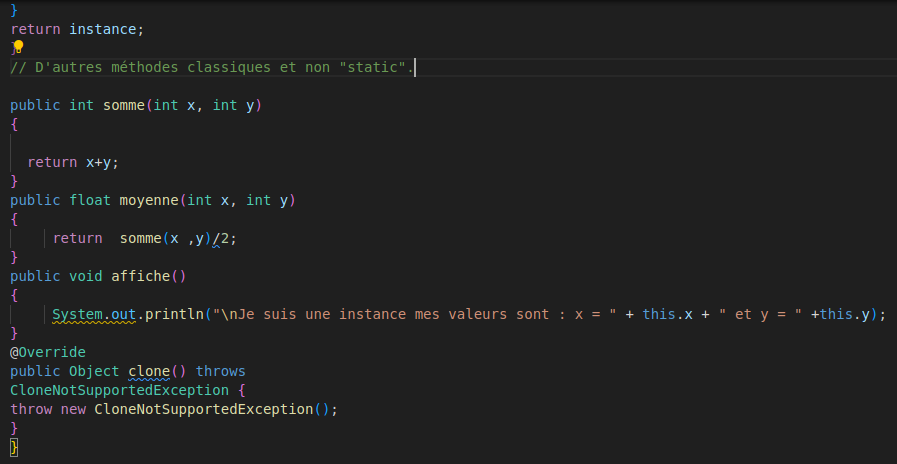 }
return instance;
}
// D'autres méthodes classiques et non "static".
public int somme(int x, int y)
{
return x+y;
}
public float moyenne(int x, int y)
{
return  somme(x ,y)/2;
}
public void affiche()
{
System.out.println("\nJe suis une instance mes valeurs sont : x = " + this.x + " et y = " +this.y);
}
@Override
public Object clone() throws
CloneNotSupportedException {
throw new CloneNotSupportedException();
}
}